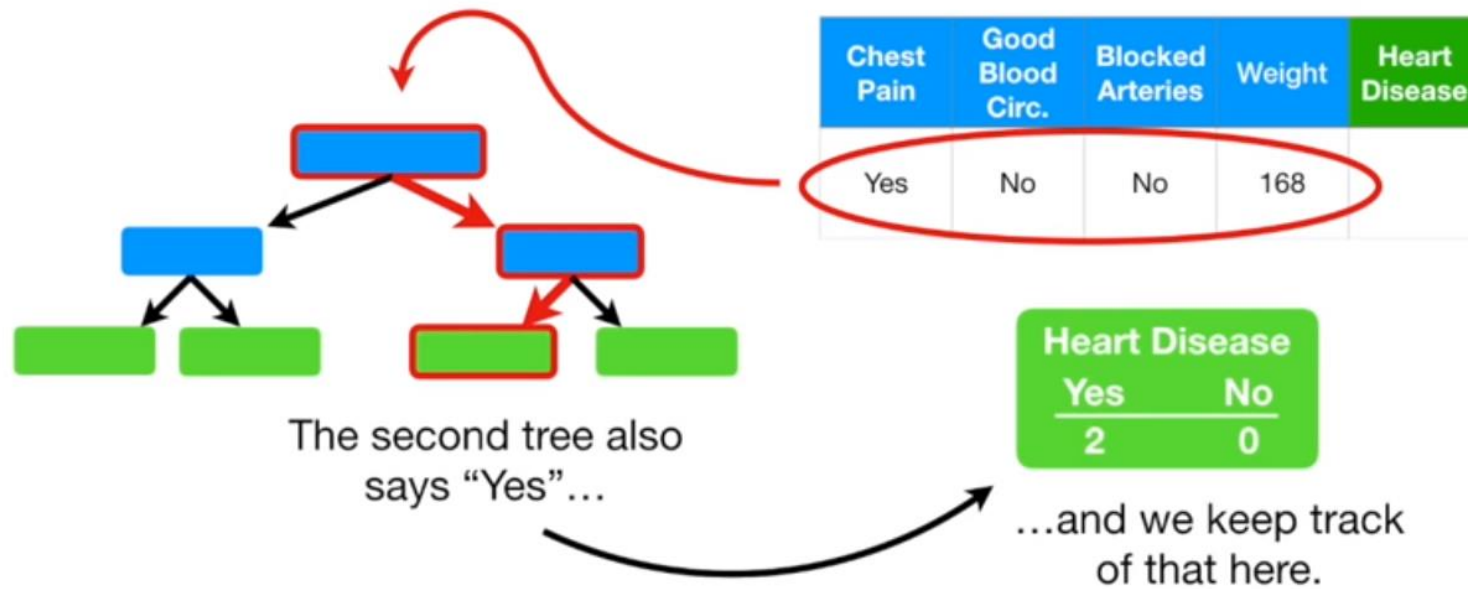 Chest Pain
Good Blood Circ.
Blocked Arteries
Weight
Heart Disease
Yes No No 168
Heart Disease
Yes No
2 0
The second tree also
says “Yes”…
…and we keep track
of that here.